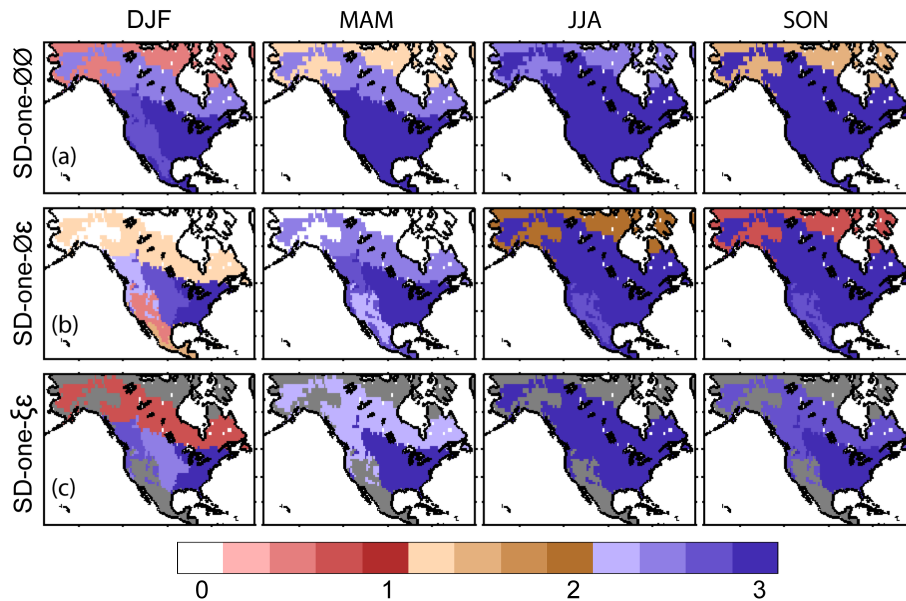 DJF MAM JJA SON
SD-one-ØØ
(a)
SD-one-Øε
(b)
SD-one-ξε
(c)
0 1 2 3